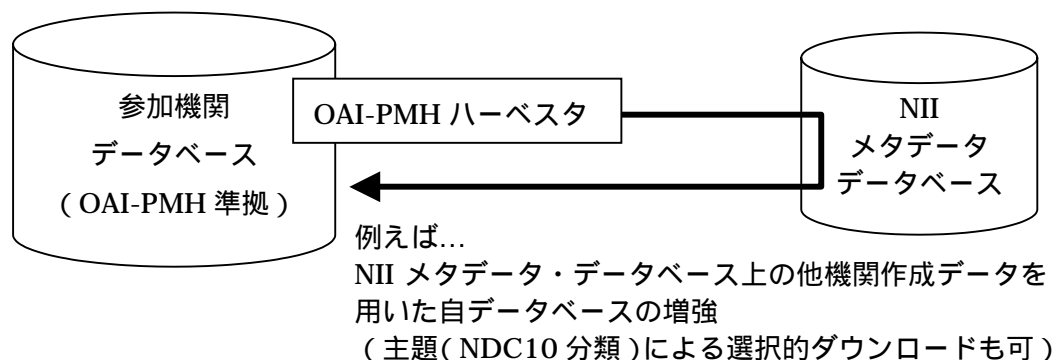 参加機関
データベース
( OAI-PMH 準拠 )
OAI-PMH ハーベスタ
NII
メタデータ
データベース
例えば…
NII メタデータ・データベース上の他機関作成データを
用いた自データベースの増強
( 主題( NDC10 分類 )による選択的ダウンロードも可 )